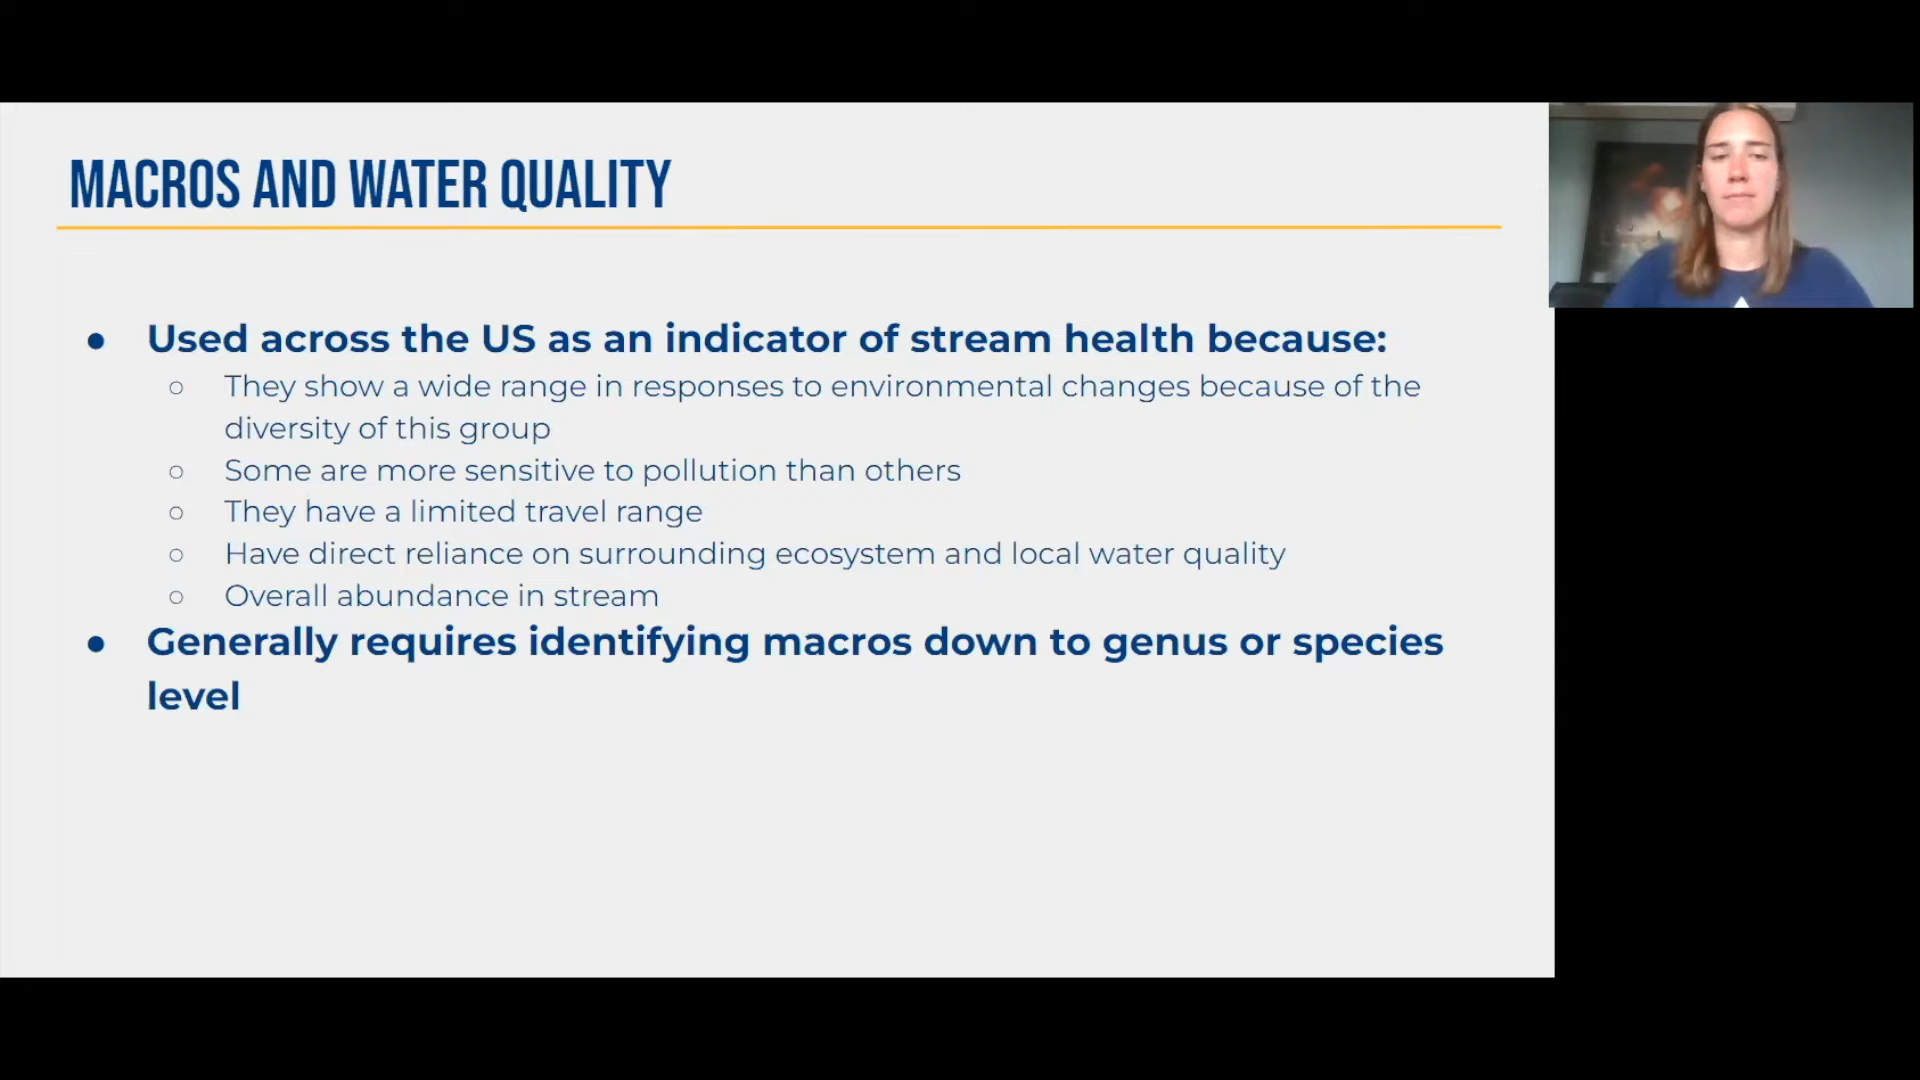 MACROS AND WATER QUALITY
● Used across the US as an indicator of stream health because:
○ They show a wide range in responses to environmental changes because of the
diversity of this group
○ Some are more sensitive to pollution than others
○ They have a limited travel range
○ Have direct reliance on surrounding ecosystem and local water quality
○ Overall abundance in stream
● Generally requires identifying macros down to genus or species
level